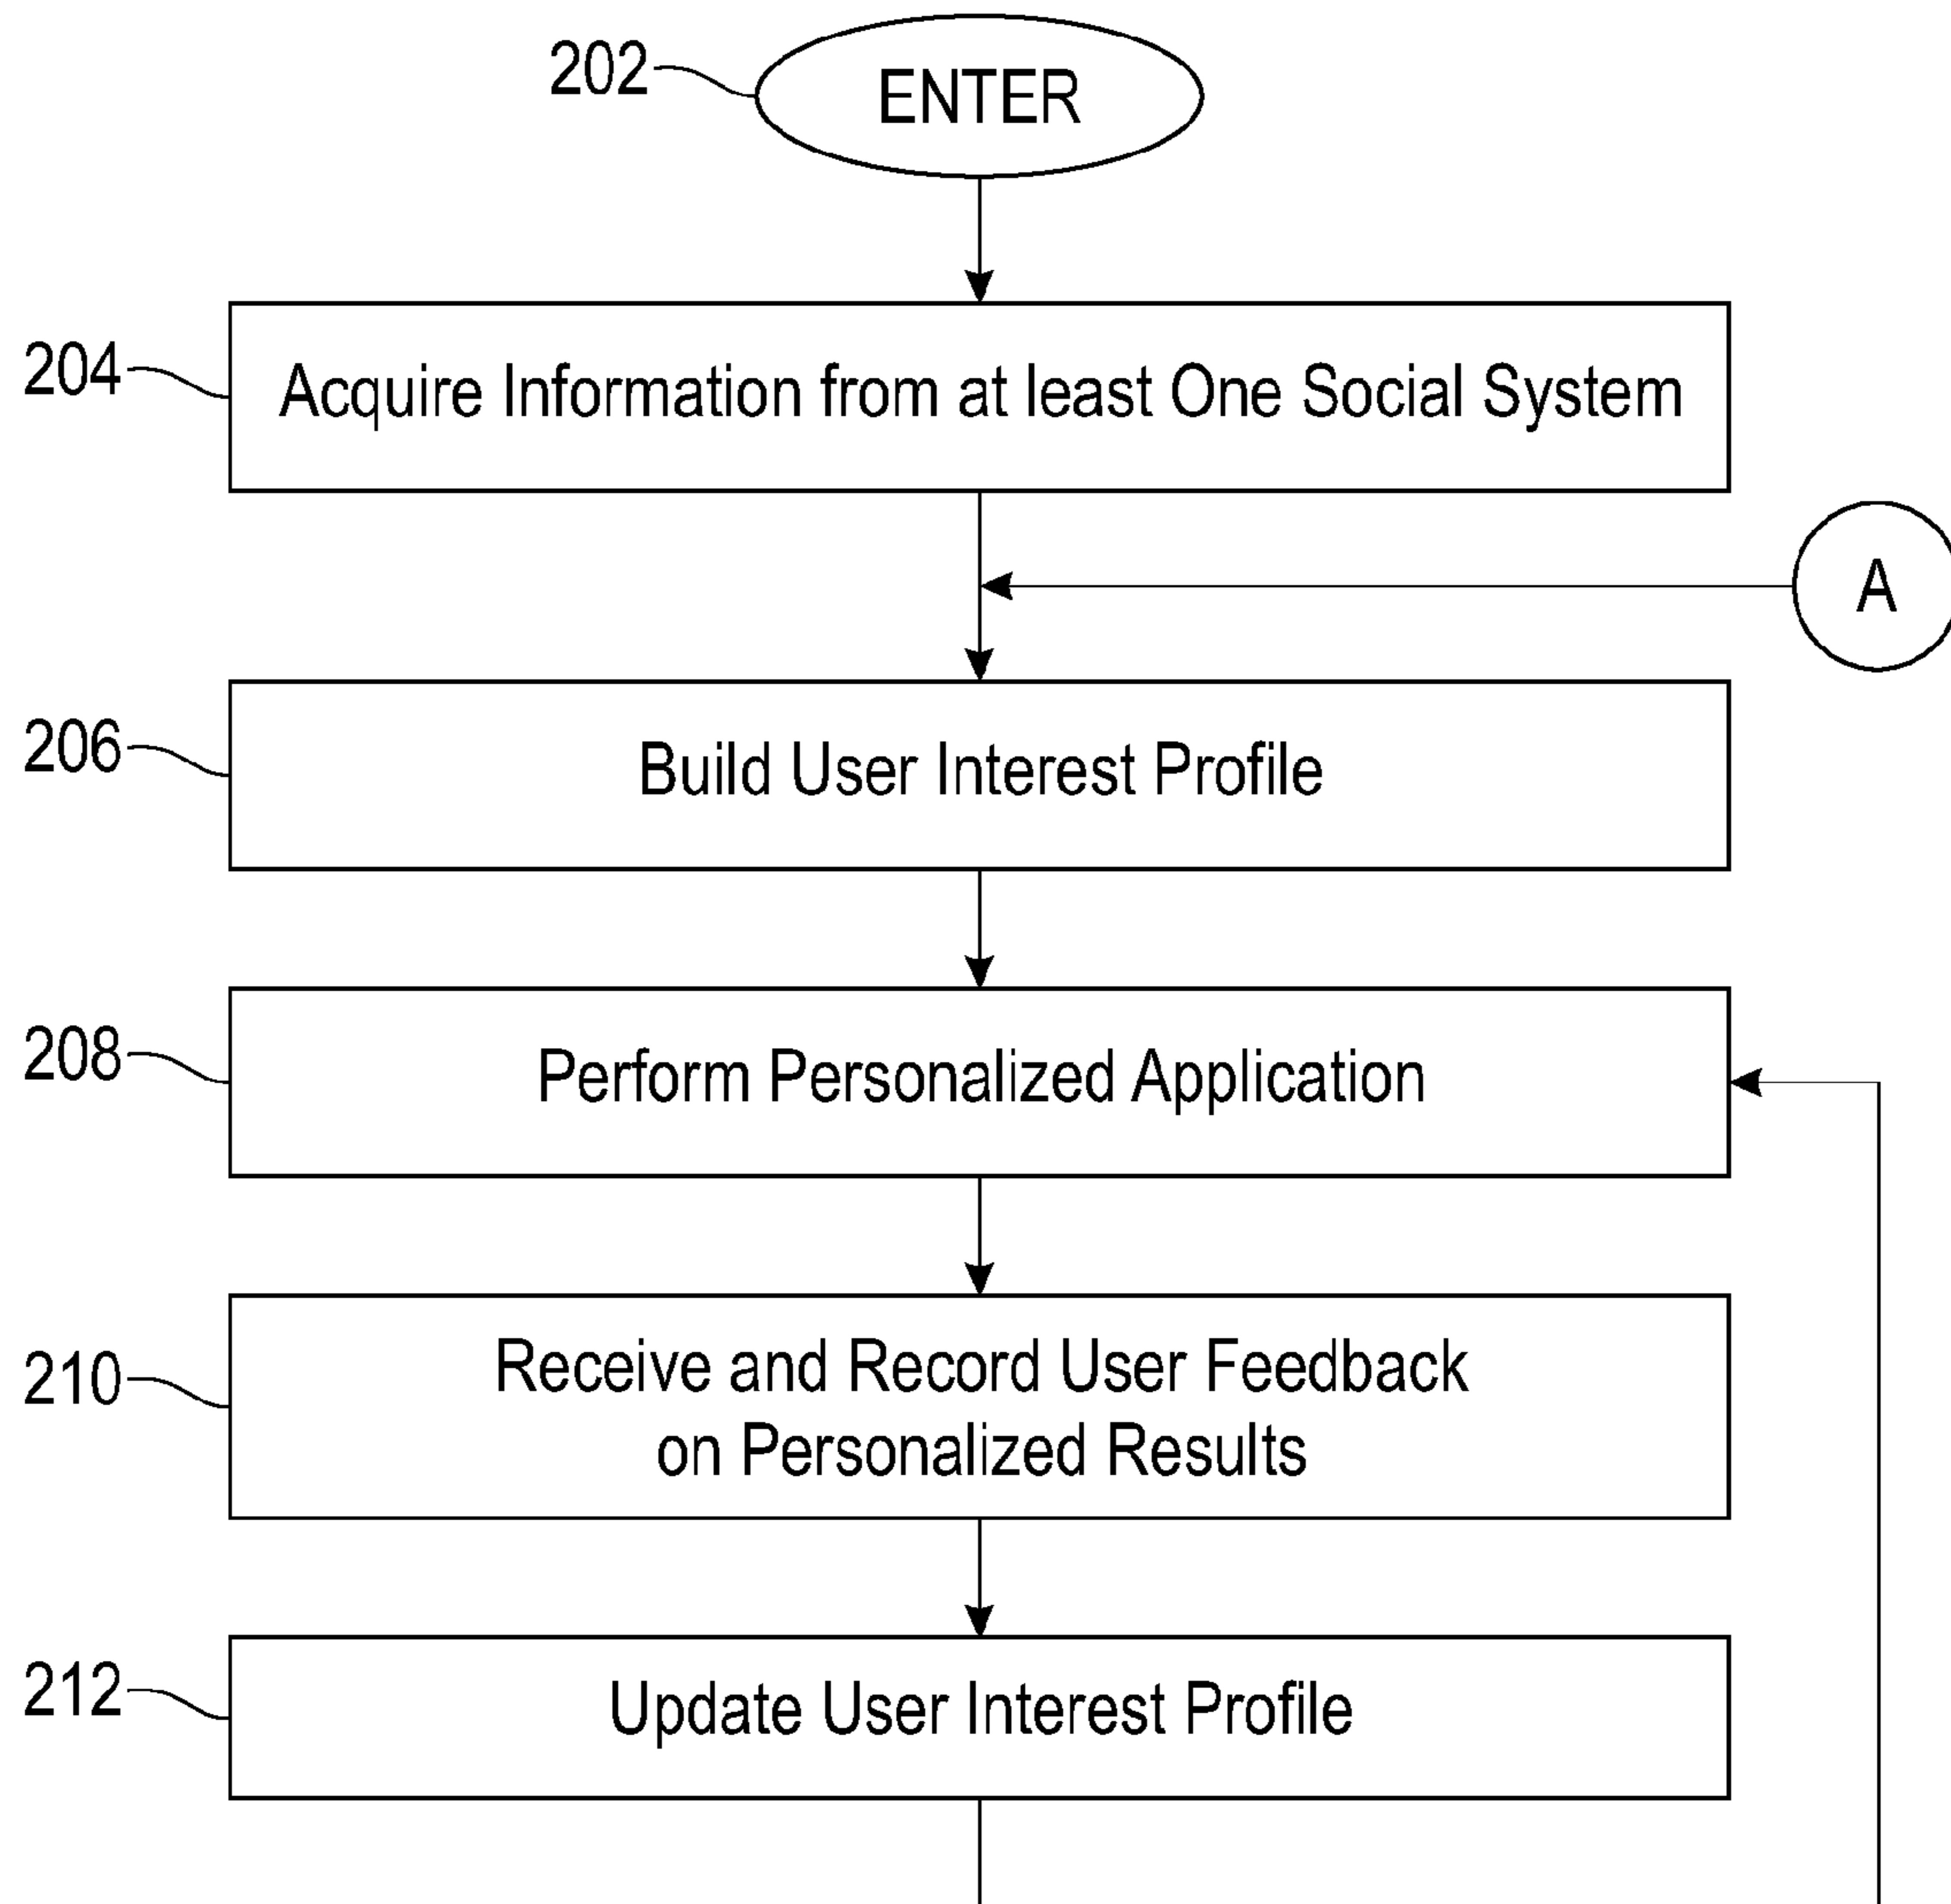 202
ENTER
204
Acquire Information from at least One Social System
A
206
Build User Interest Profile
208
Perform Personalized Application
210
Receive and Record User Feedback
on Personalized Results
212
Update User Interest Profile